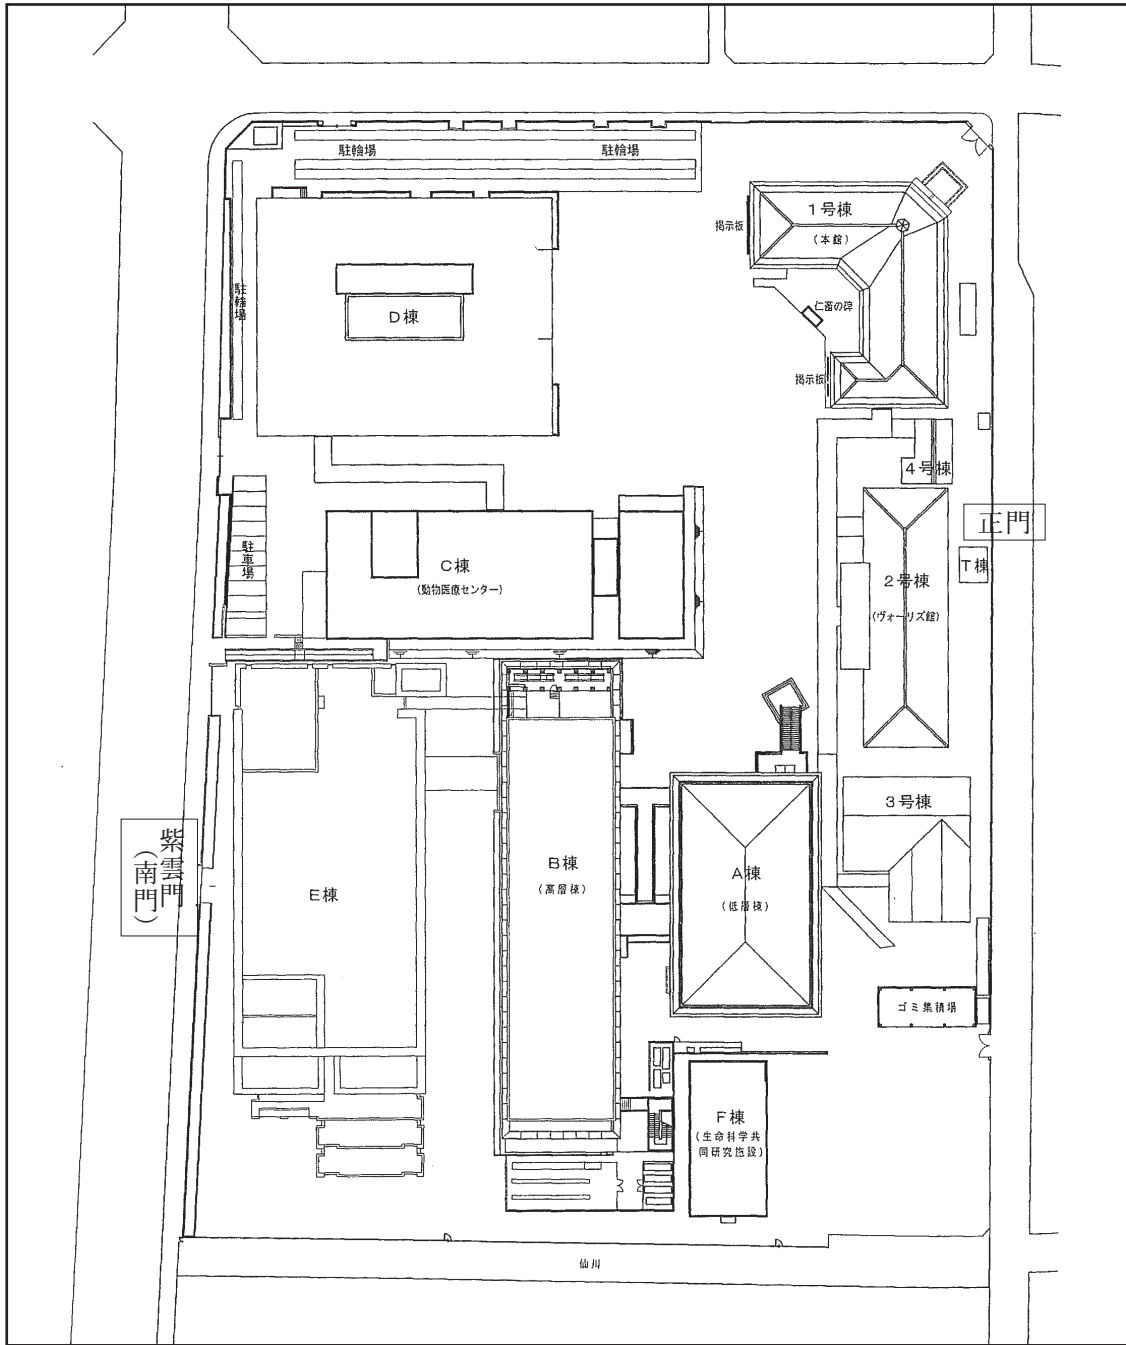 駐輪場
駐輪場
1号棟
(本館)
掲示板
仁畜の碑
掲示板
駐輪場
D棟
4号棟
正門
T棟
2号棟
(ヴォーリズ館)
駐車場
C棟
(動物医療センター)
3号棟
紫雲門
(南門)
E棟
B棟
(高層棟)
A棟
(低層棟)
ゴミ集積場
F棟
(生命科学共
同研究施設)
仙川